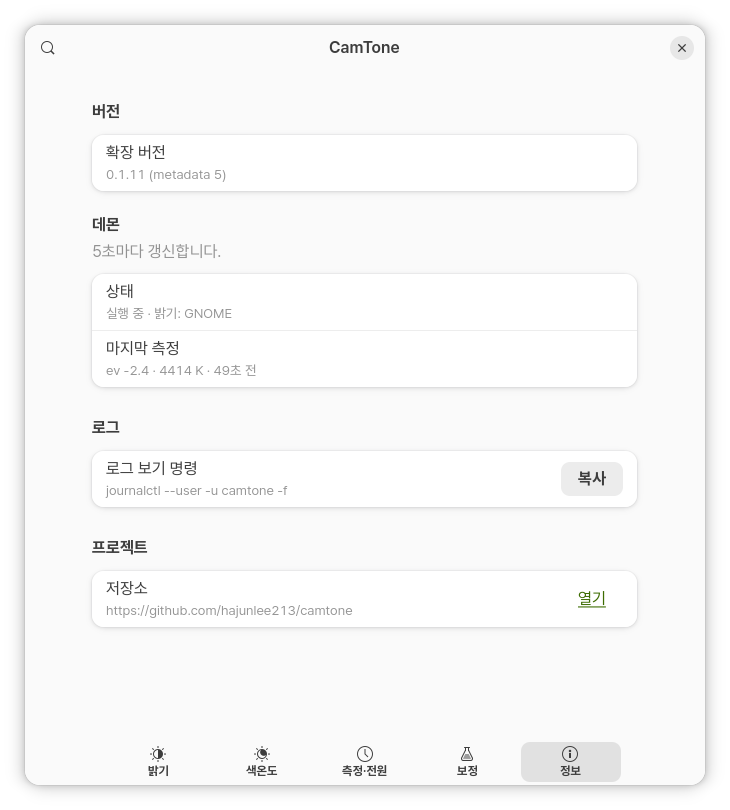 CamTone
버전
확장 버전
0.1.11 (metadata 5)
데몬
5초마다 갱신합니다.
상태
실행 중 · 밝기: GNOME
마지막 측정
ev -2.4 · 4414 K · 49초 전
로그
로그 보기 명령
journalctl --user -u camtone -f
복사
프로젝트
저장소
https://github.com/hajunlee213/camtone
열기
밝기
색온도
측정·전원
보정
정보